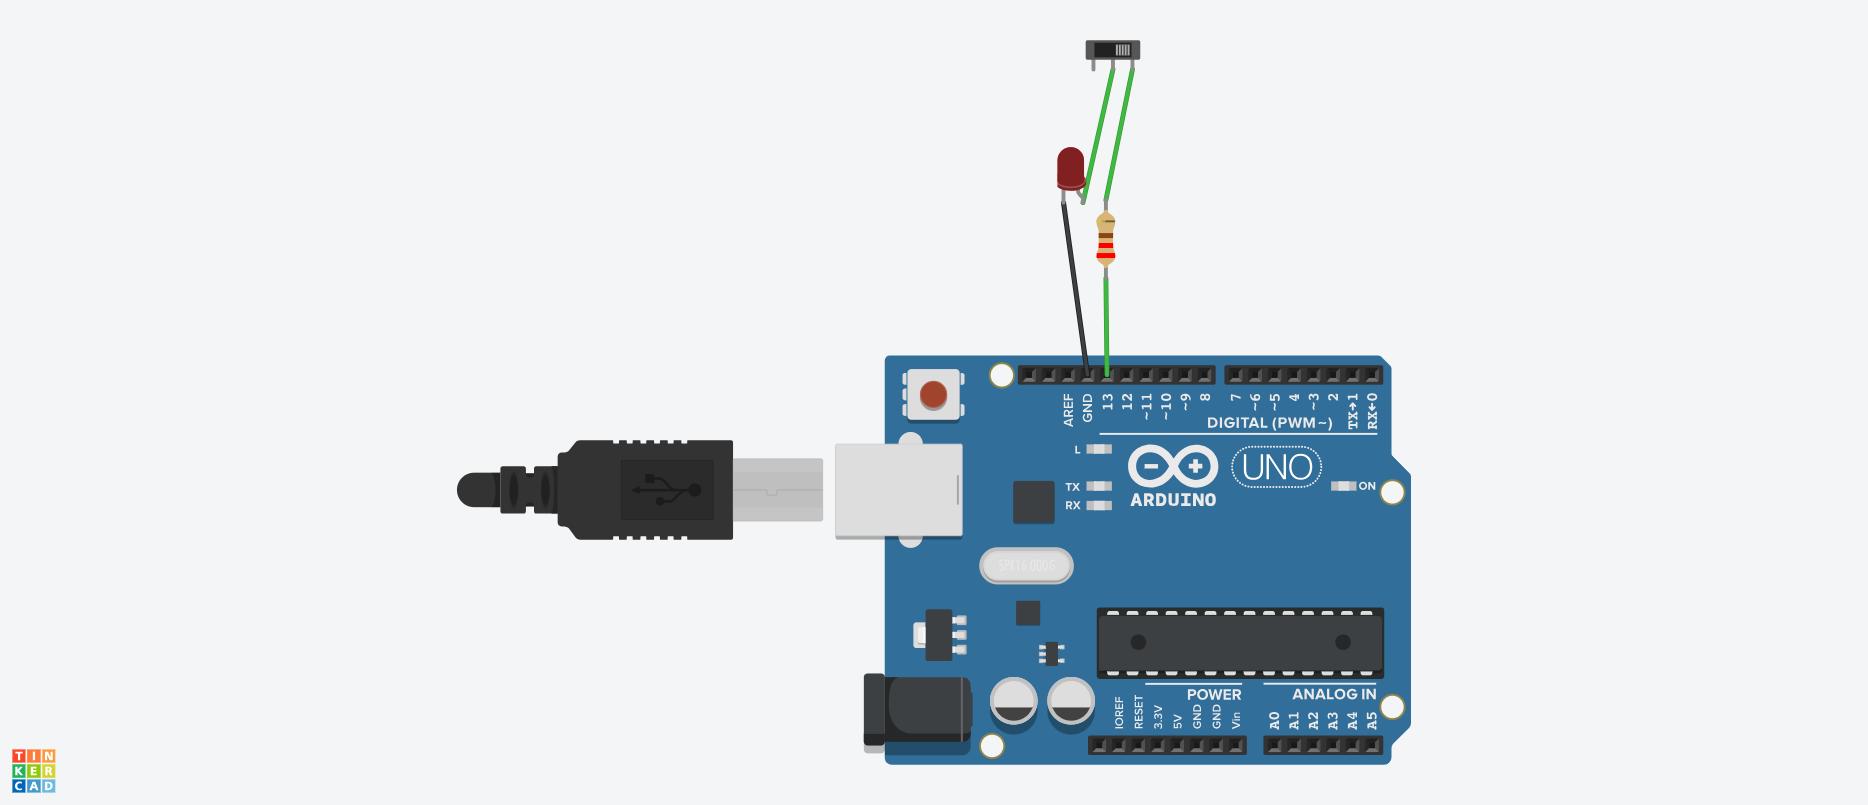 AREF
GND
13
12
~11
~10
~9
8
7
~6
~5
4
~3
2
TX→1
RX←0
DIGITAL (PWM~)
L
TX
RX
ARDUINO
UNO
ON
SPK16.000G
POWER
ANALOG IN
IOREF
RESET
3.3V
5V
GND
GND
Vin
A0
A1
A2
A3
A4
A5
TIN
KER
CAD